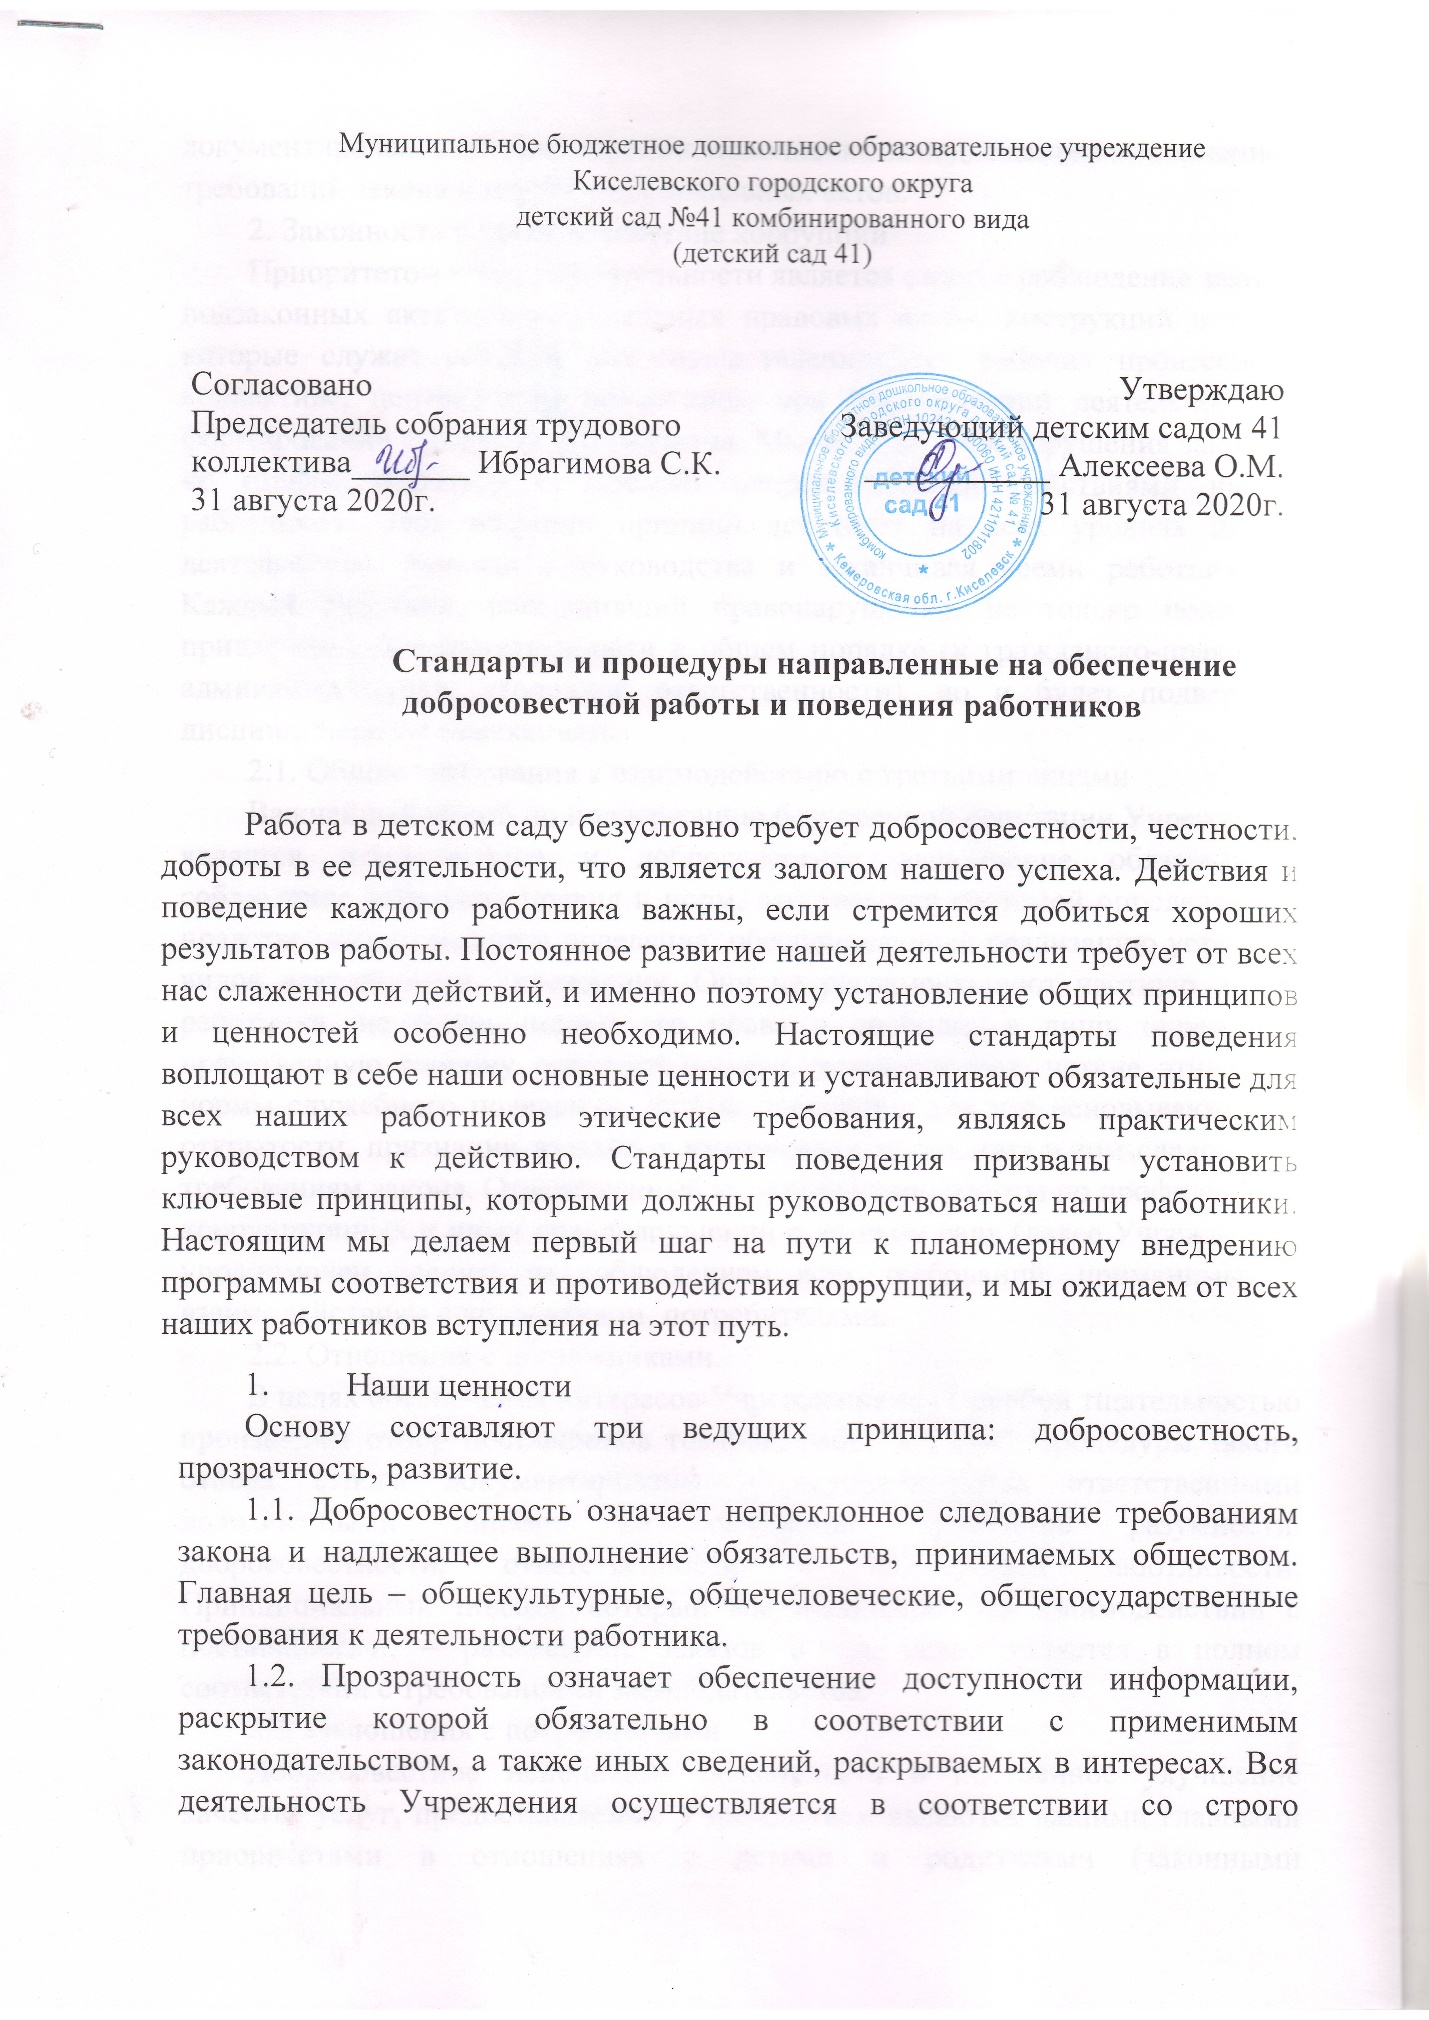 Муниципальное бюджетное дошкольное образовательное учреждение
Киселевского городского округа
детский сад №41 комбинированного вида
(детский сад 41)
Согласовано
Председатель собрания трудового
коллектива_______ Ибрагимова С.К.
31 августа 2020г.
Утверждаю
Заведующий детским садом 41
___________ Алексеева О.М.
31 августа 2020г.
детский
сад 41
Кемеровская обл. г.Киселевск
Стандарты и процедуры направленные на обеспечение
добросовестной работы и поведения работников
Работа в детском саду безусловно требует добросовестности, честности.
доброты в ее деятельности, что является залогом нашего успеха. Действия и
поведение каждого работника важны, если стремится добиться хороших
результатов работы. Постоянное развитие нашей деятельности требует от всех
нас слаженности действий, и именно поэтому установление общих принципов
и ценностей особенно необходимо. Настоящие стандарты поведения
воплощают в себе наши основные ценности и устанавливают обязательные для
всех наших работников этические требования, являясь практическим
руководством к действию. Стандарты поведения призваны установить
ключевые принципы, которыми должны руководствоваться наши работники.
Настоящим мы делаем первый шаг на пути к планомерному внедрению
программы соответствия и противодействия коррупции, и мы ожидаем от всех
наших работников вступления на этот путь.
1. Наши ценности
Основу составляют три ведущих принципа: добросовестность,
прозрачность, развитие.
1.1. Добросовестность означает непреклонное следование требованиям
закона и надлежащее выполнение обязательств, принимаемых обществом.
Главная цель – общекультурные, общечеловеческие, общегосударственные
требования к деятельности работника.
1.2. Прозрачность означает обеспечение доступности информации,
раскрытие которой обязательно в соответствии с применимым
законодательством, а также иных сведений, раскрываемых в интересах. Вся
деятельность Учреждения осуществляется в соответствии со строго